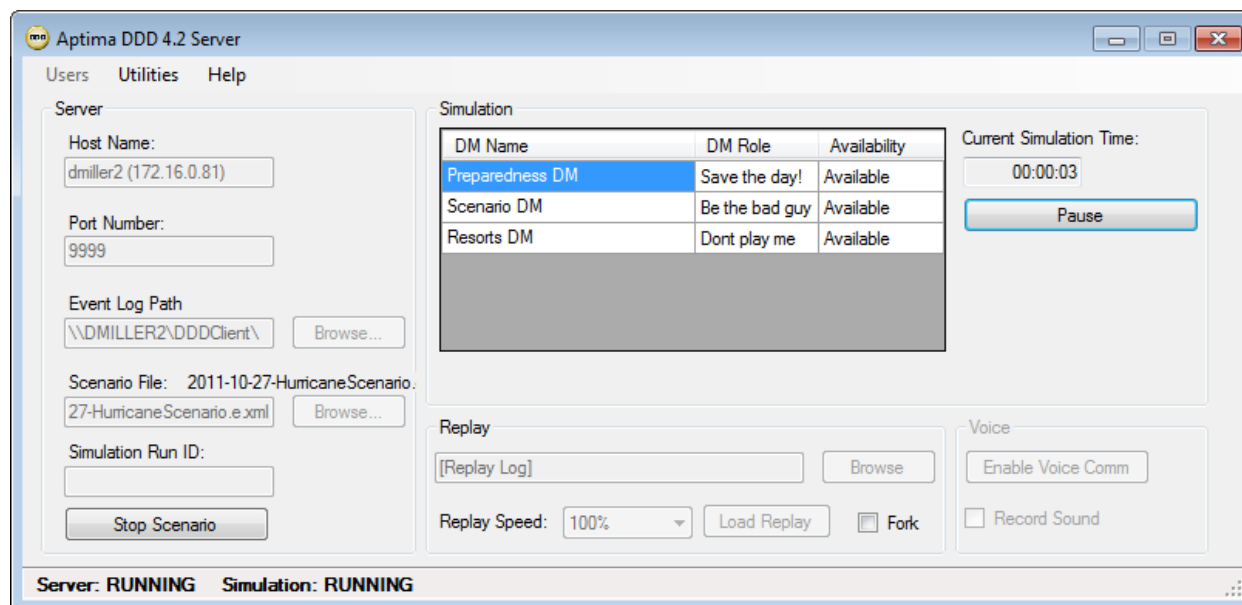 Aptima DDD 4.2 Server
Users Utilities Help
Server
Host Name:
dmiller2 (172.16.0.81)
Port Number:
9999
Event Log Path
\\DMILLER2\DDDClient\ Browse...
Scenario File: 2011-10-27-HurricaneScenario.
27-HurricaneScenario.e.xml Browse...
Simulation Run ID:
Stop Scenario
Simulation
DM Name DM Role Availability
Preparedness DM Save the day! Available
Scenario DM Be the bad guy Available
Resorts DM Dont play me Available
Current Simulation Time:
00:00:03
Pause
Replay
[Replay Log] Browse
Replay Speed: 100% Load Replay Fork
Voice
Enable Voice Comm
Record Sound
Server: RUNNING Simulation: RUNNING